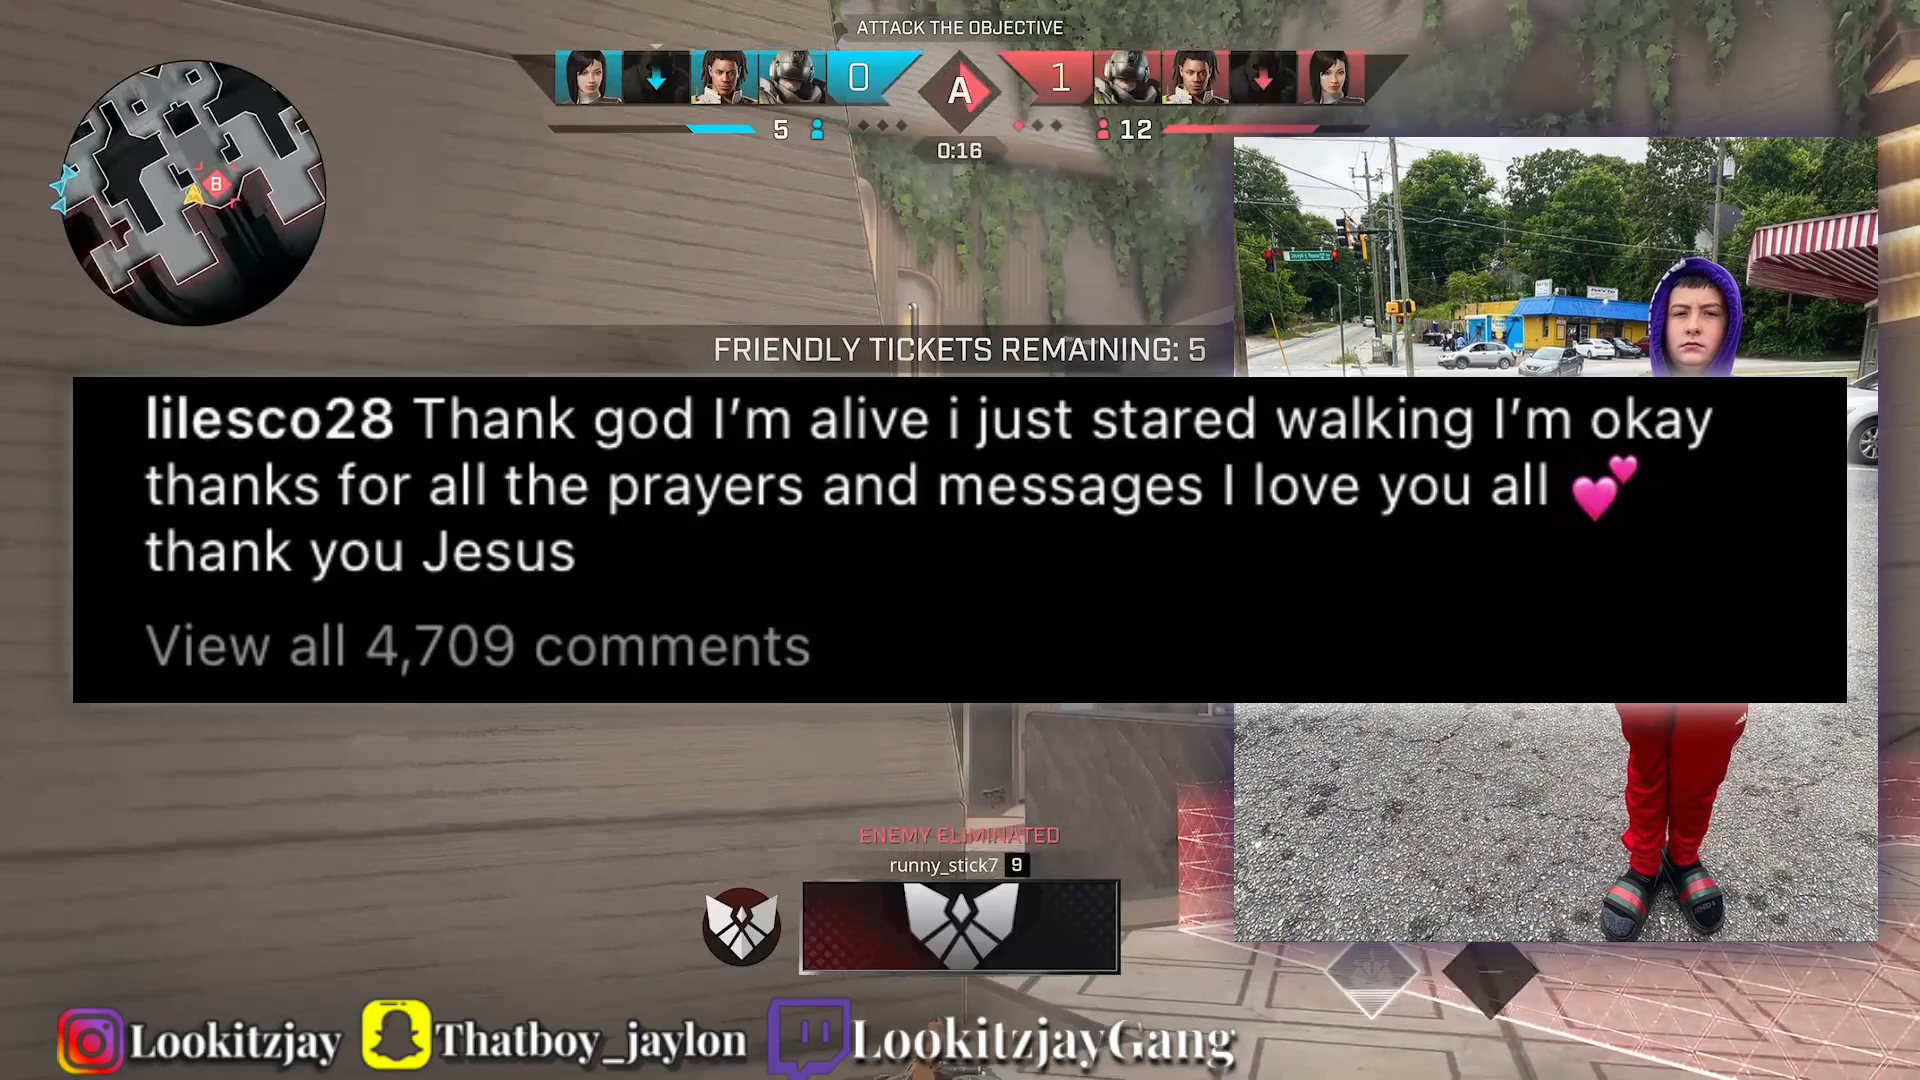 ATTACK THE OBJECTIVE
0
A
1
5
12
0:16
B
FRIENDLY TICKETS REMAINING: 5
lilesco28 Thank god I'm alive i just stared walking I'm okay
thanks for all the prayers and messages I love you all 💕
thank you Jesus
View all 4,709 comments
ENEMY ELIMINATED
runny_stick7 9
Lookitzjay
Thatboy_jaylon
LookitzjayGang